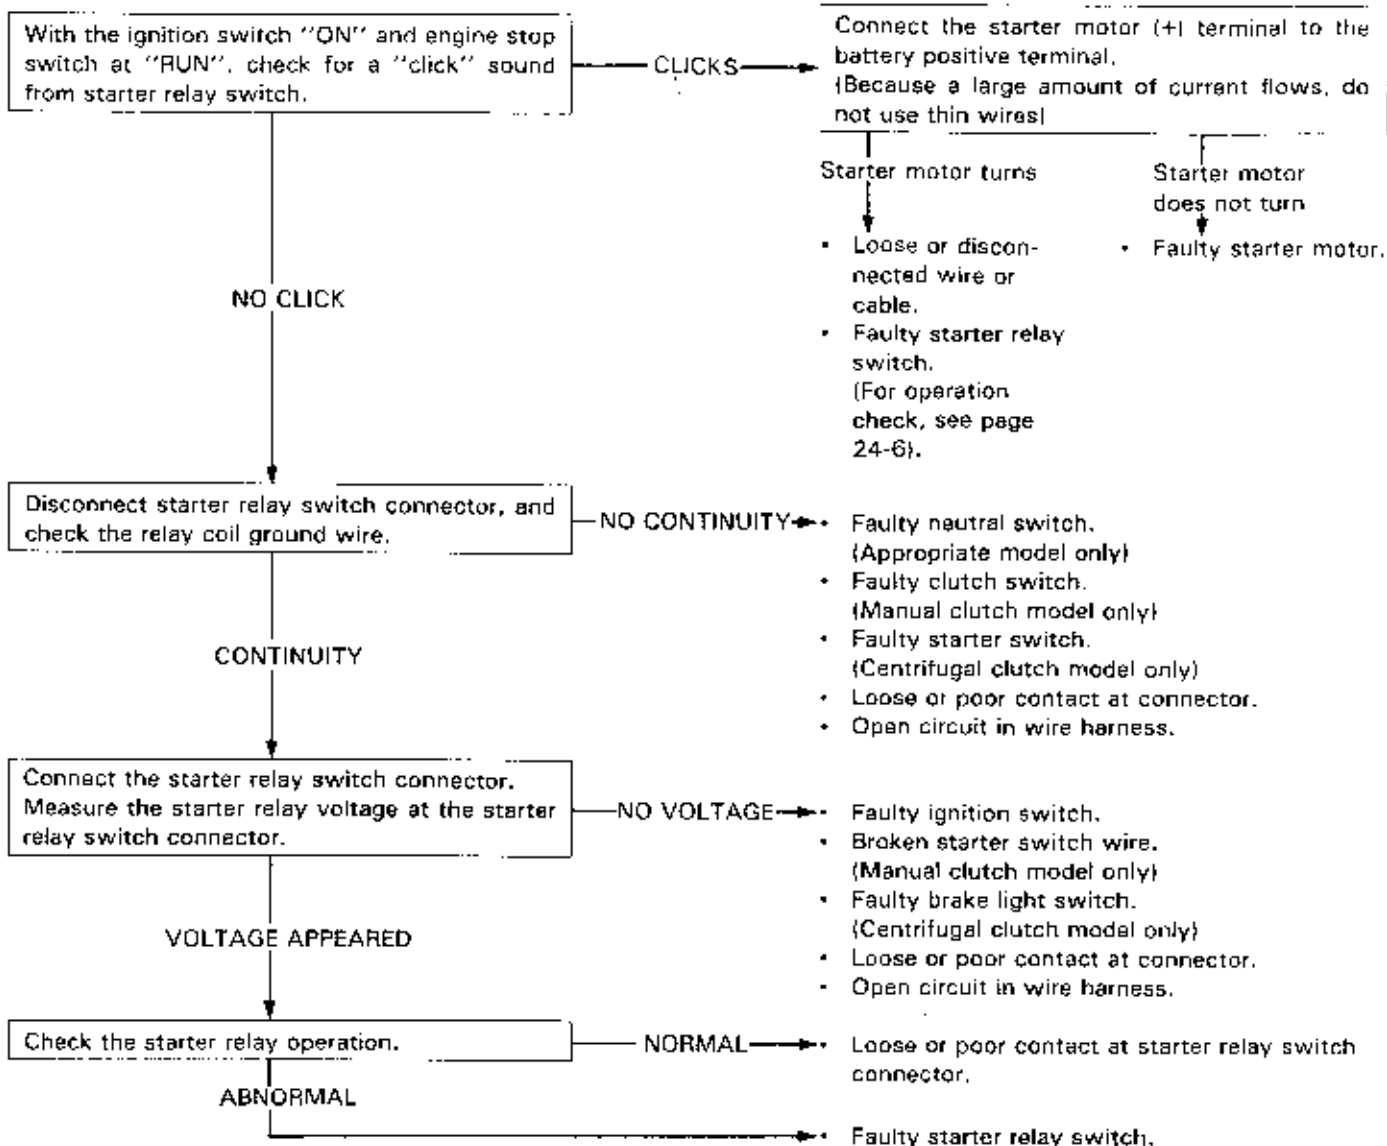 With the ignition switch "ON" and engine stop
switch at "RUN", check for a "click" sound
from starter relay switch.
CLICKS
Connect the starter motor (+) terminal to the
battery positive terminal.
(Because a large amount of current flows, do
not use thin wires)
Starter motor turns
Starter motor
does not turn
• Loose or discon-
nected wire or
cable.
• Faulty starter relay
switch.
(For operation
check, see page
24-6).
• Faulty starter motor.
NO CLICK
Disconnect starter relay switch connector, and
check the relay coil ground wire.
NO CONTINUITY
• Faulty neutral switch.
(Appropriate model only)
• Faulty clutch switch.
(Manual clutch model only)
• Faulty starter switch.
(Centrifugal clutch model only)
• Loose or poor contact at connector.
• Open circuit in wire harness.
CONTINUITY
Connect the starter relay switch connector.
Measure the starter relay voltage at the starter
relay switch connector.
NO VOLTAGE
• Faulty ignition switch.
• Broken starter switch wire.
(Manual clutch model only)
• Faulty brake light switch.
(Centrifugal clutch model only)
• Loose or poor contact at connector.
• Open circuit in wire harness.
VOLTAGE APPEARED
Check the starter relay operation.
NORMAL
• Loose or poor contact at starter relay switch
connector.
ABNORMAL
• Faulty starter relay switch.